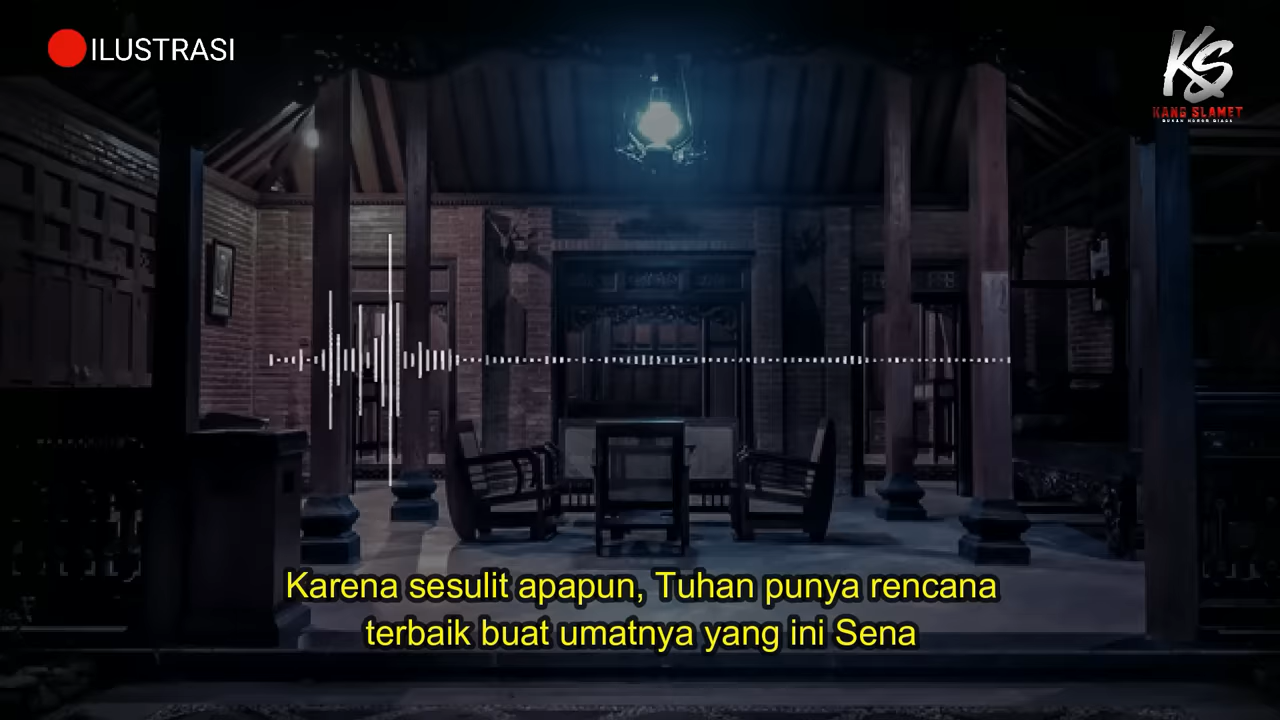 ILUSTRASI
KS
KANG SLAMET
Karena sesulit apapun, Tuhan punya rencana
terbaik buat umatnya yang ini Sena